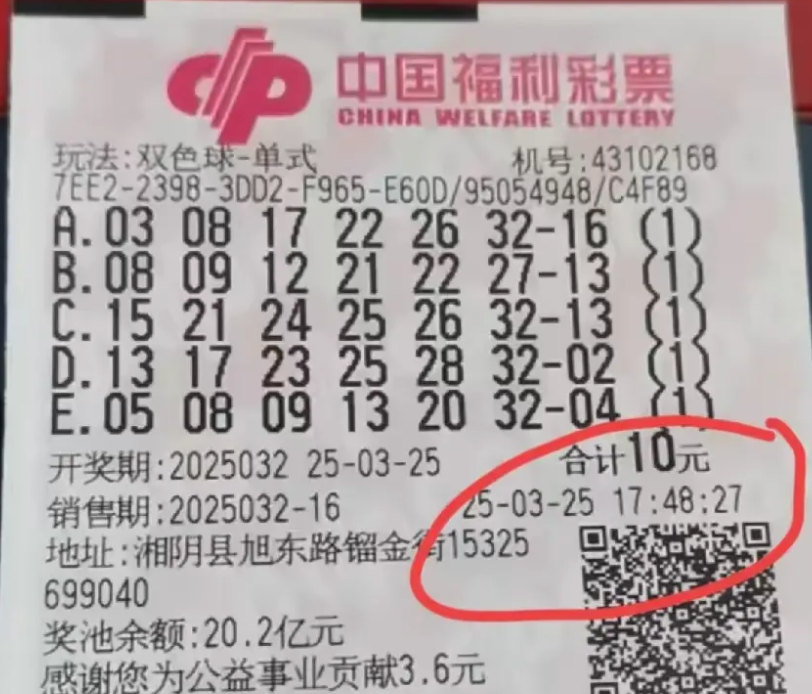 中国福利彩票
CHINA WELFARE LOTTERY
玩法:双色球-单式 机号:43102168
7EE2-2398-3DD2-F965-E60D/95054948/C4F89
A.03 08 17 22 26 32-16 (1)
B.08 09 12 21 22 27-13 (1)
C.15 21 24 25 26 32-13 (1)
D.13 17 23 25 28 32-02 (1)
E.05 08 09 13 20 32-04 (1)
开奖期:2025032 25-03-25 合计10元
销售期:2025032-16 25-03-25 17:48:27
地址:湘阴县旭东路镏金街15325
699040
奖池余额:20.2亿元
感谢您为公益事业贡献3.6元